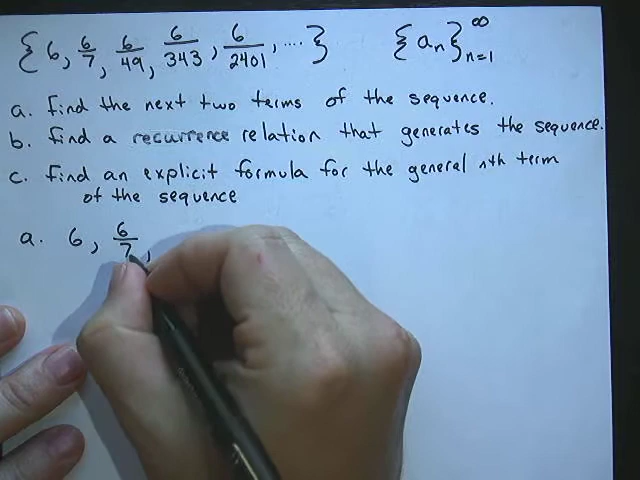 {6, 6/7, 6/49, 6/343, 6/2401, ....} {aₙ}ₙ₌₁^∞
a. Find the next two terms of the sequence.
b. Find a recurrence relation that generates the sequence.
c. Find an explicit formula for the general nth term
of the sequence
a. 6, 6/7,